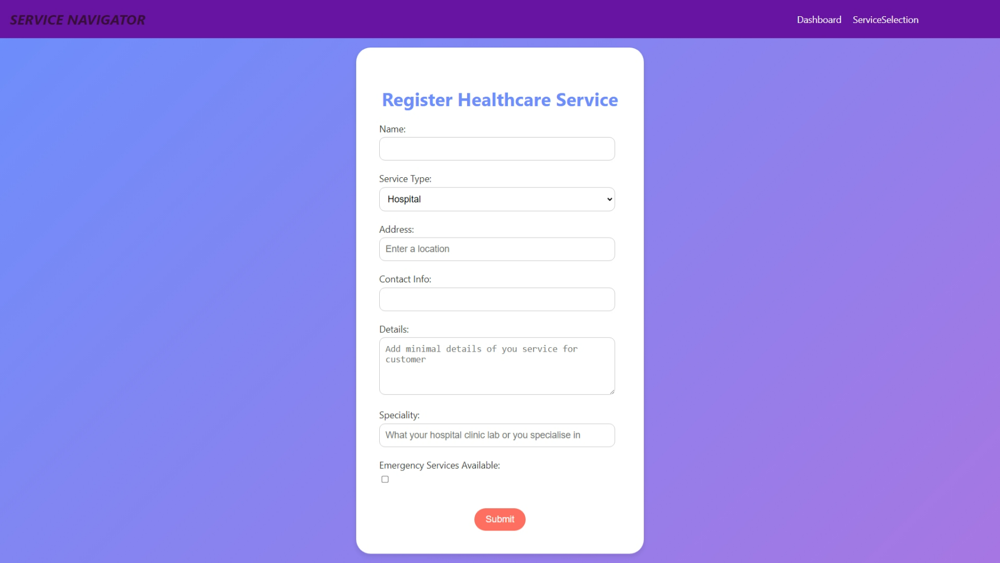 SERVICE NAVIGATOR
Dashboard
ServiceSelection
Register Healthcare Service
Name:
Service Type:
Hospital
Address:
Enter a location
Contact Info:
Details:
Add minimal details of you service for
customer
Speciality:
What your hospital clinic lab or you specialise in
Emergency Services Available:
Submit